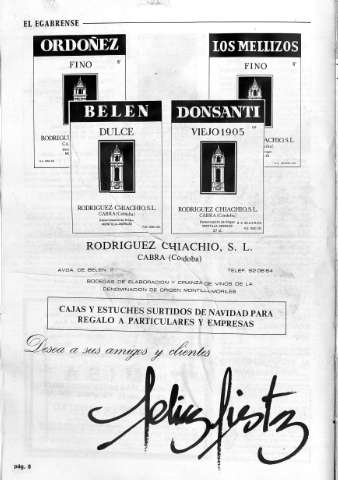 EL EGABRENSE
ORDOÑEZ
FINO
LOS MELLIZOS
FINO
BELEN
DULCE
RODRIGUEZ CHIACHIO, S.L.
CABRA (Córdoba)
DONSANTI
VIEJO 1905
RODRIGUEZ CHIACHIO, S.L.
CABRA (Córdoba)
RODRIGUEZ CHIACHIO, S. L.
CABRA (Córdoba)
AVDA. DE BELEN
TELEF. 52 08 64
BODEGAS DE ELABORACION Y CRIANZA DE VINOS DE LA
DENOMINACION DE ORIGEN MONTILLA-MORILES
CAJAS Y ESTUCHES SURTIDOS DE NAVIDAD PARA
REGALO A PARTICULARES Y EMPRESAS
Desea a sus amigos y clientes
feliz fiesta
pág. 8